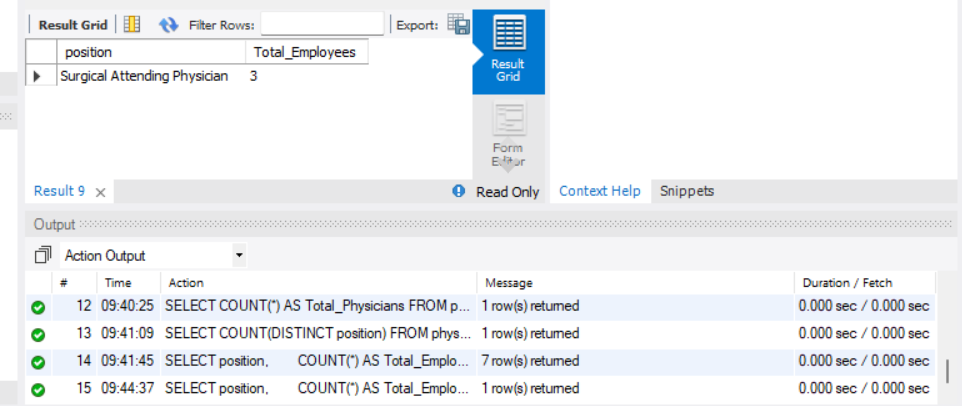 Result Grid Filter Rows: Export:
position Total_Employees
Surgical Attending Physician 3
Result
Grid
Form
Editor
Result 9 Read Only Context Help Snippets
Output
Action Output
# Time Action Message Duration / Fetch
12 09:40:25 SELECT COUNT(*) AS Total_Physicians FROM p... 1 row(s) returned 0.000 sec / 0.000 sec
13 09:41:09 SELECT COUNT(DISTINCT position) FROM phys... 1 row(s) returned 0.000 sec / 0.000 sec
14 09:41:45 SELECT position, COUNT(*) AS Total_Emplo... 7 row(s) returned 0.000 sec / 0.000 sec
15 09:44:37 SELECT position, COUNT(*) AS Total_Emplo... 1 row(s) returned 0.000 sec / 0.000 sec